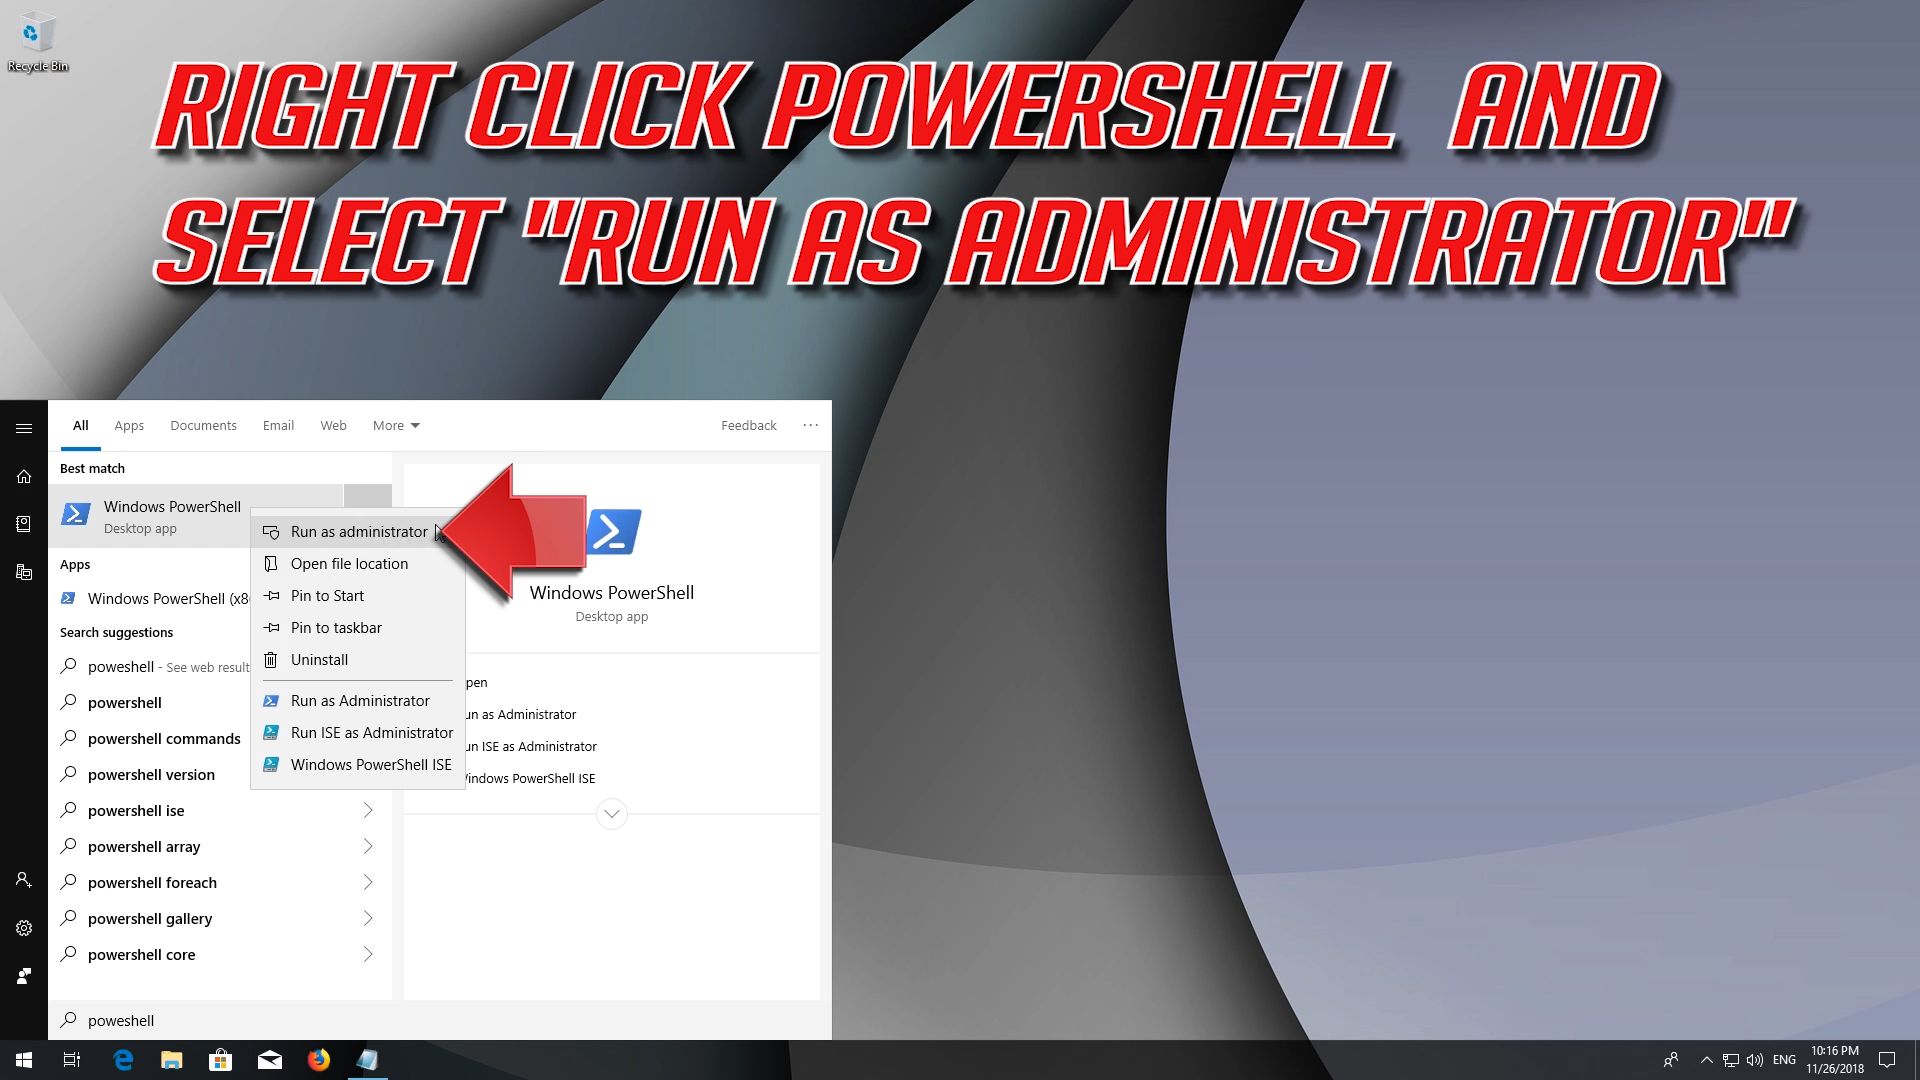 Recycle Bin
RIGHT CLICK POWERSHELL AND
SELECT "RUN AS ADMINISTRATOR"
All Apps Documents Email Web More Feedback ...
Best match
Windows PowerShell
Desktop app
Apps
Windows PowerShell
Search suggestions
poweshell - See web
powershell
powershell commands
powershell version
powershell ise
powershell array
powershell foreach
powershell gallery
powershell core
Run as administrator
Open file location
Pin to Start
Pin to taskbar
Uninstall
Run as Administrator
Run ISE as Administrator
Windows PowerShell ISE
Windows PowerShell
Desktop app
pen
un as Administrator
un ISE as Administrator
indows PowerShell ISE
poweshell
ENG
10:16 PM
11/26/2018